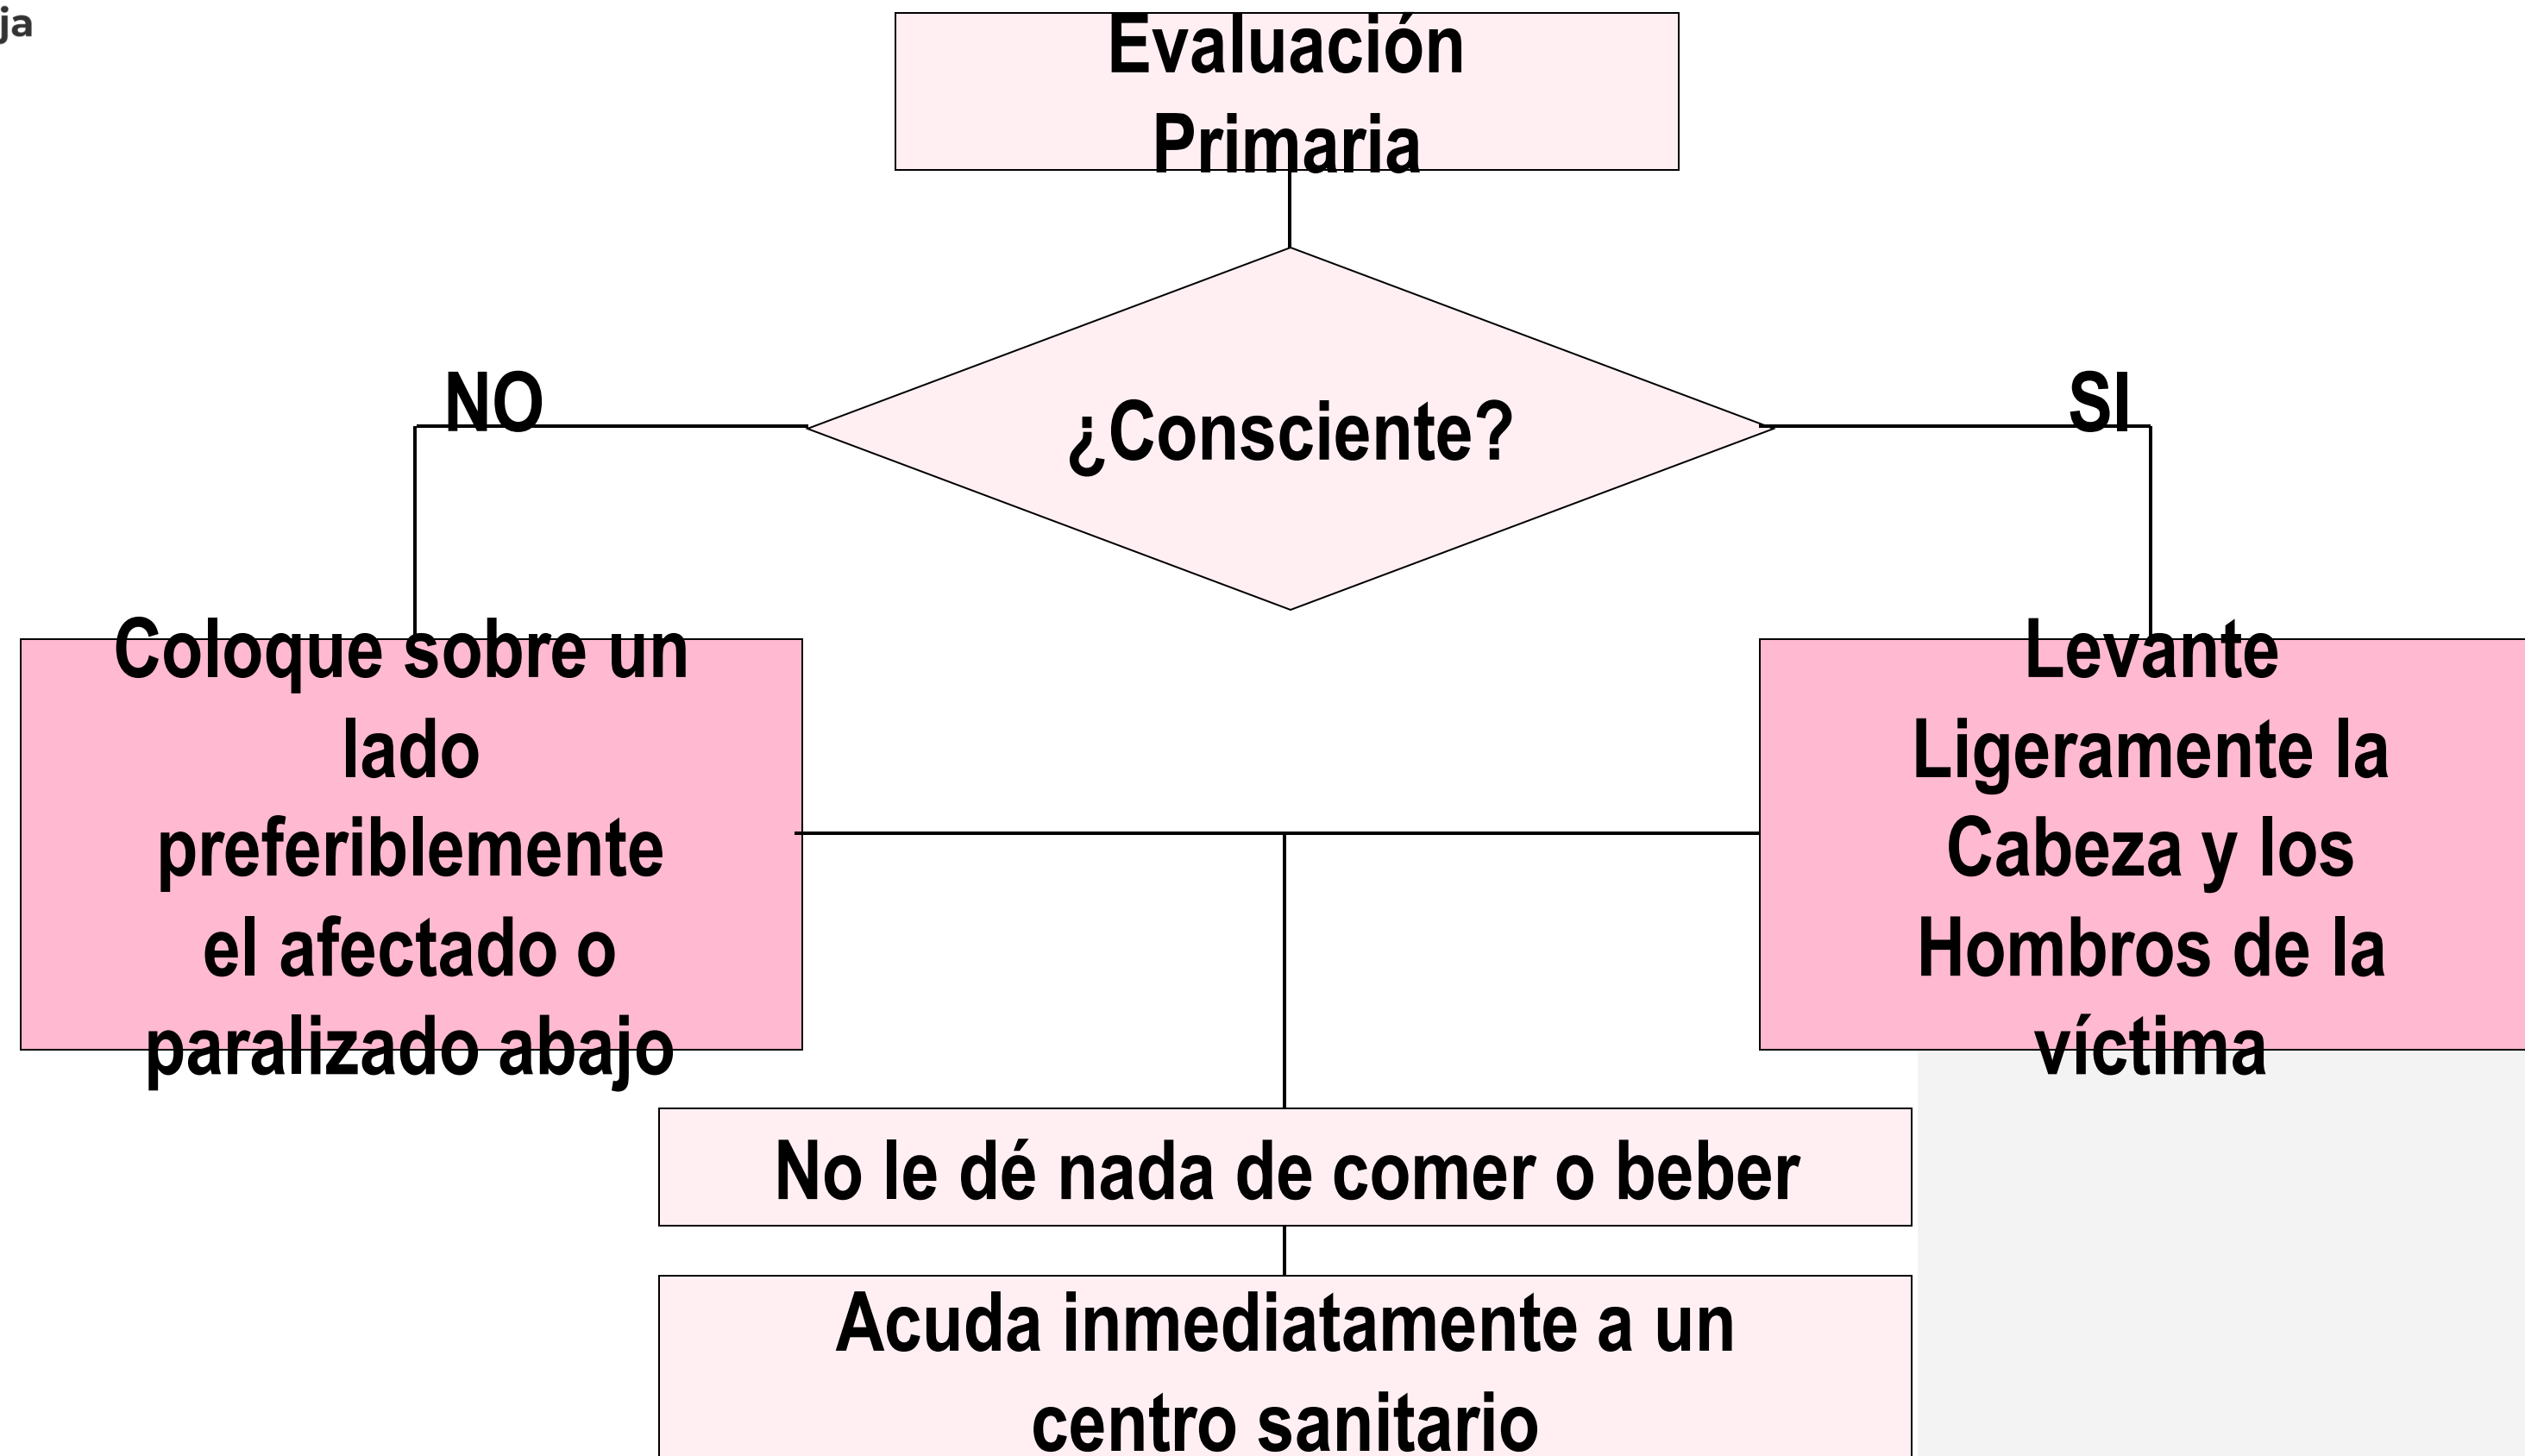 ja
Evaluación
Primaria
NO
SI
¿Consciente?
Coloque sobre un
lado
preferiblemente
el afectado o
paralizado abajo
Levante
Ligeramente la
Cabeza y los
Hombros de la
víctima
No le dé nada de comer o beber
Acuda inmediatamente a un
centro sanitario